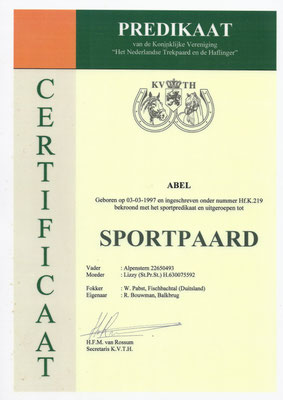 PREDIKAAT
van de Koninklijke Vereniging
"Het Nederlandse Trekpaard en de Haflinger"
CERTIFICAAT
KV TH
ABEL
Geboren op 03-03-1997 en ingeschreven onder nummer Hf.K.219
bekroond met het sportpredikaat en uitgeroepen tot
SPORTPAARD
Vader : Alpenstern 22650493
Moeder : Lizzy (St.Pr.St.) H.630075592
Fokker : W. Pabst, Fischbachtal (Duitsland)
Eigenaar : R. Bouwman, Balkbrug
H.F.M. van Rossum
Secretaris K.V.T.H.